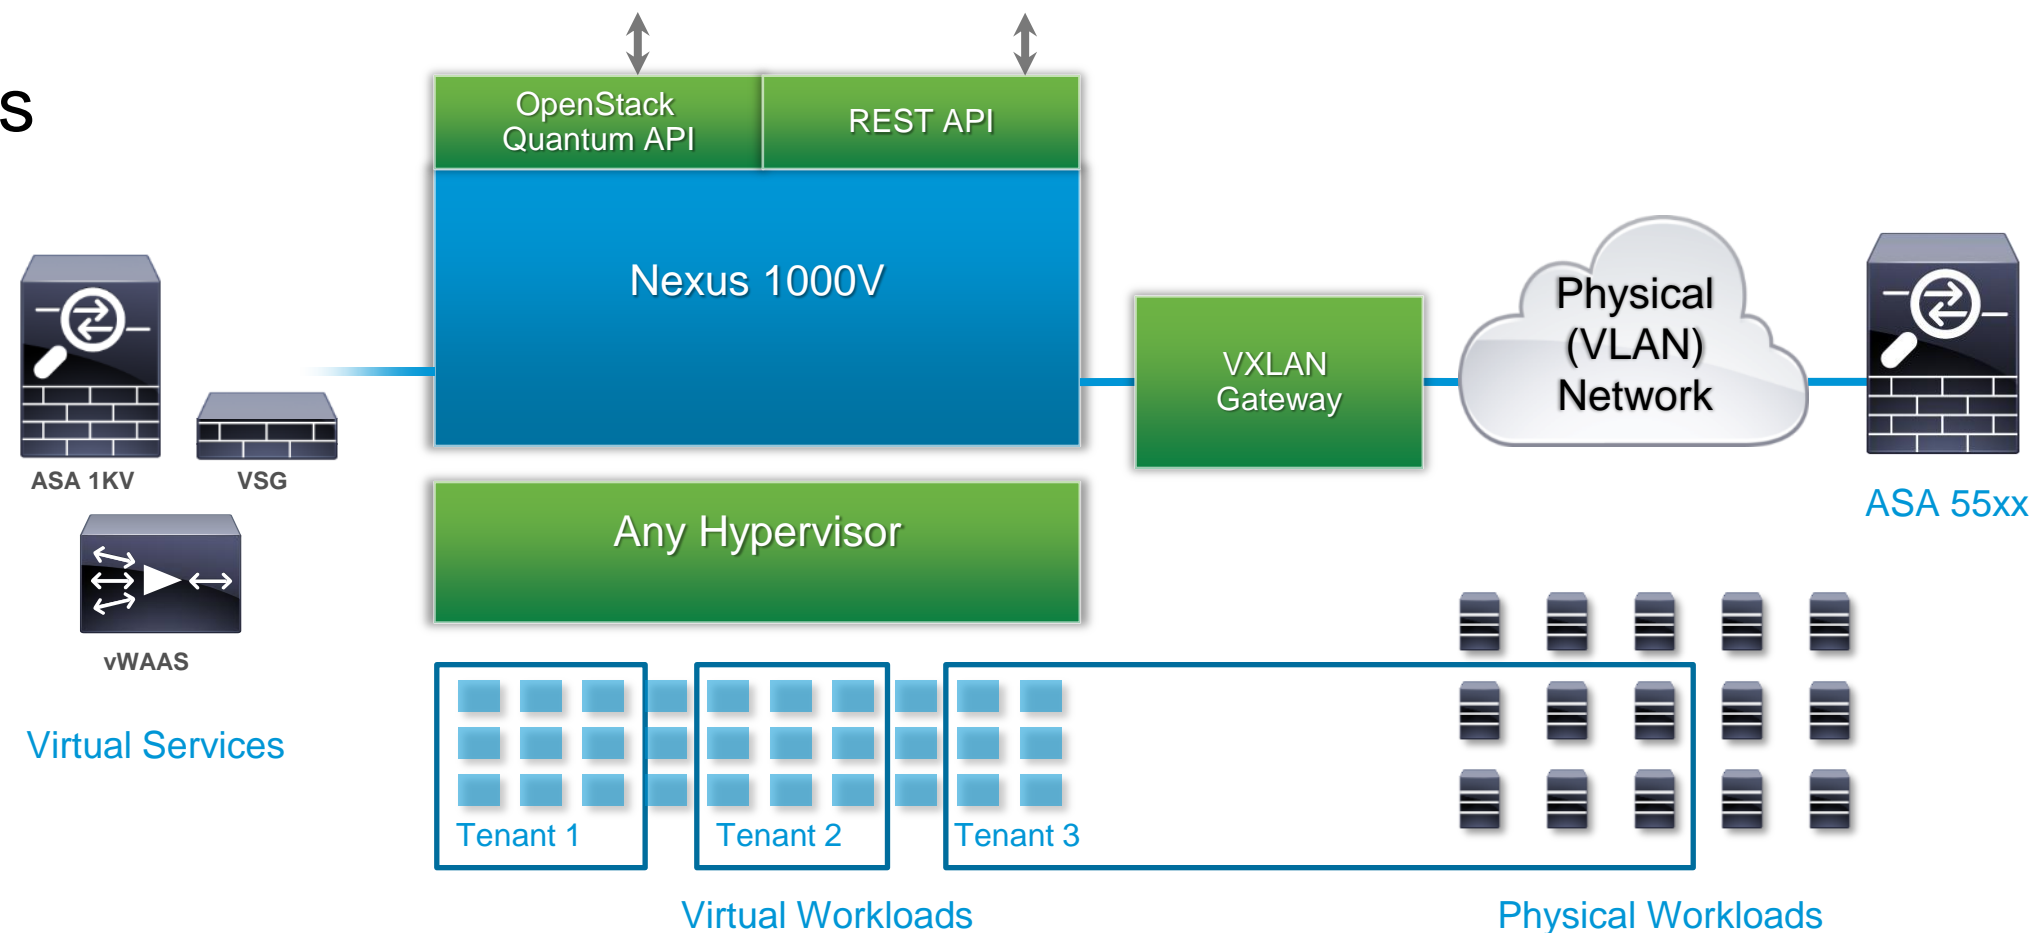 s
OpenStack
Quantum API
REST API
Nexus 1000V
VXLAN
Gateway
Physical
(VLAN)
Network
ASA 1KV
VSG
ASA 55xx
Any Hypervisor
vWAAS
Virtual Services
Tenant 1
Tenant 2
Tenant 3
Virtual Workloads
Physical Workloads